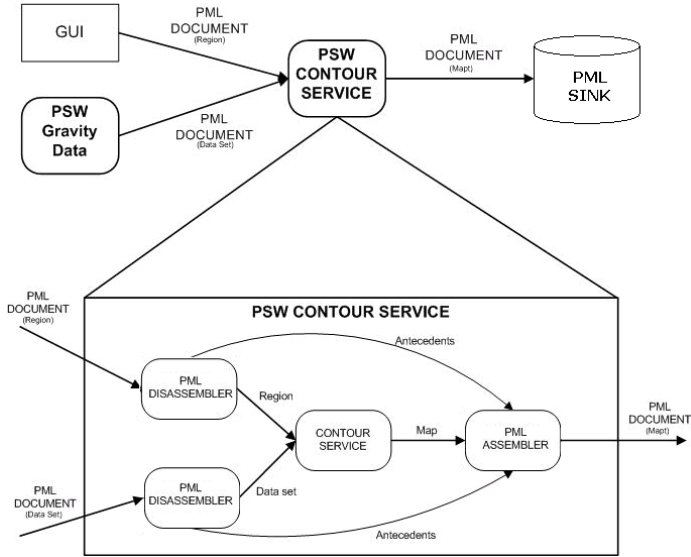 GUI
PML
DOCUMENT
(Region)
PSW
CONTOUR
SERVICE
PML
DOCUMENT
(Mapt)
PML
SINK
PSW
Gravity
Data
PML
DOCUMENT
(Data Set)
PSW CONTOUR SERVICE
PML
DOCUMENT
(Region)
Antecedents
PML
DISASSEMBLER
Region
CONTOUR
SERVICE
Map
PML
ASSEMBLER
PML
DOCUMENT
(Mapt)
PML
DOCUMENT
(Data Set)
PML
DISASSEMBLER
Data set
Antecedents